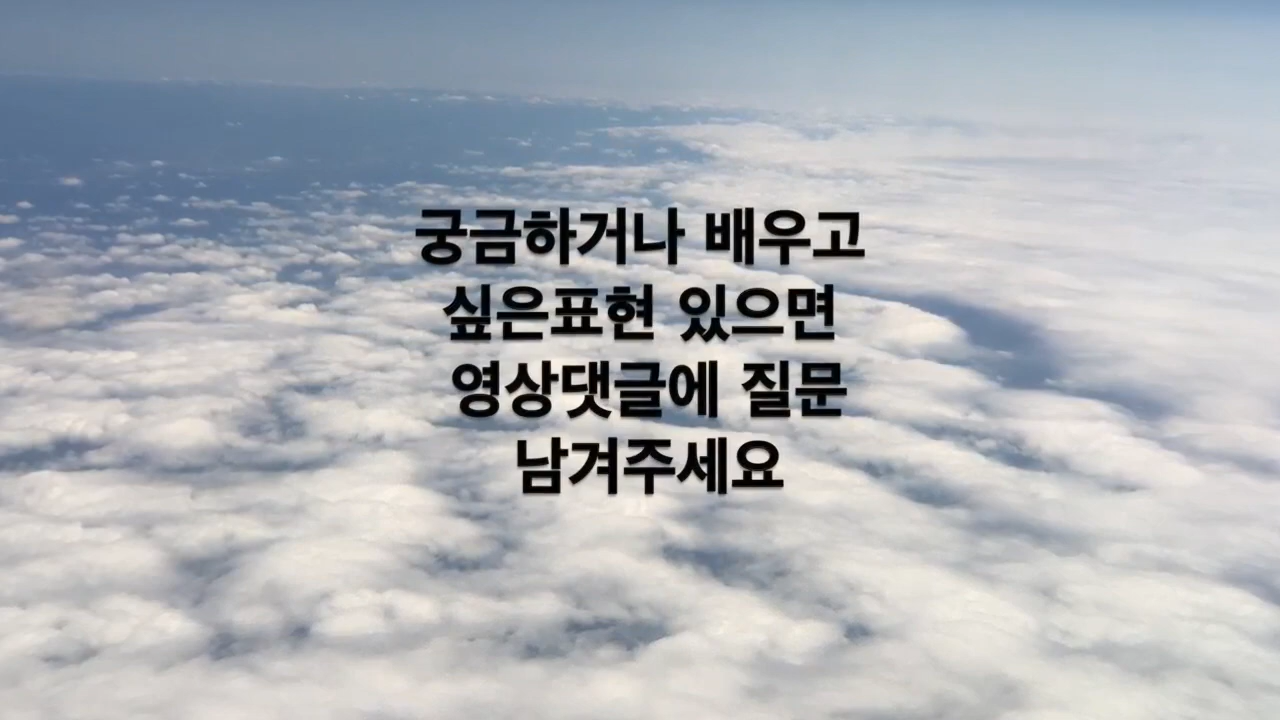 궁금하거나 배우고
싶은표현 있으면
영상댓글에 질문
남겨주세요